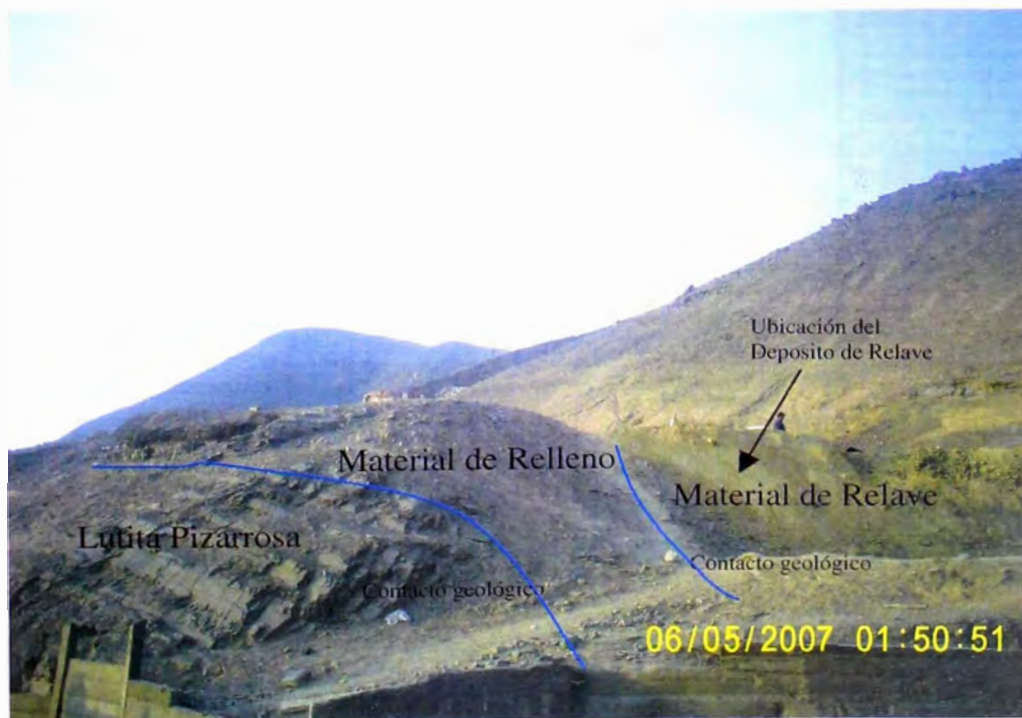 Ubicación del
Deposito de Relave
Material de Relleno
Material de Relave
Lutita Pizarrosa
Contacto geológico
Contacto geológico
06/05/2007 01:50:51